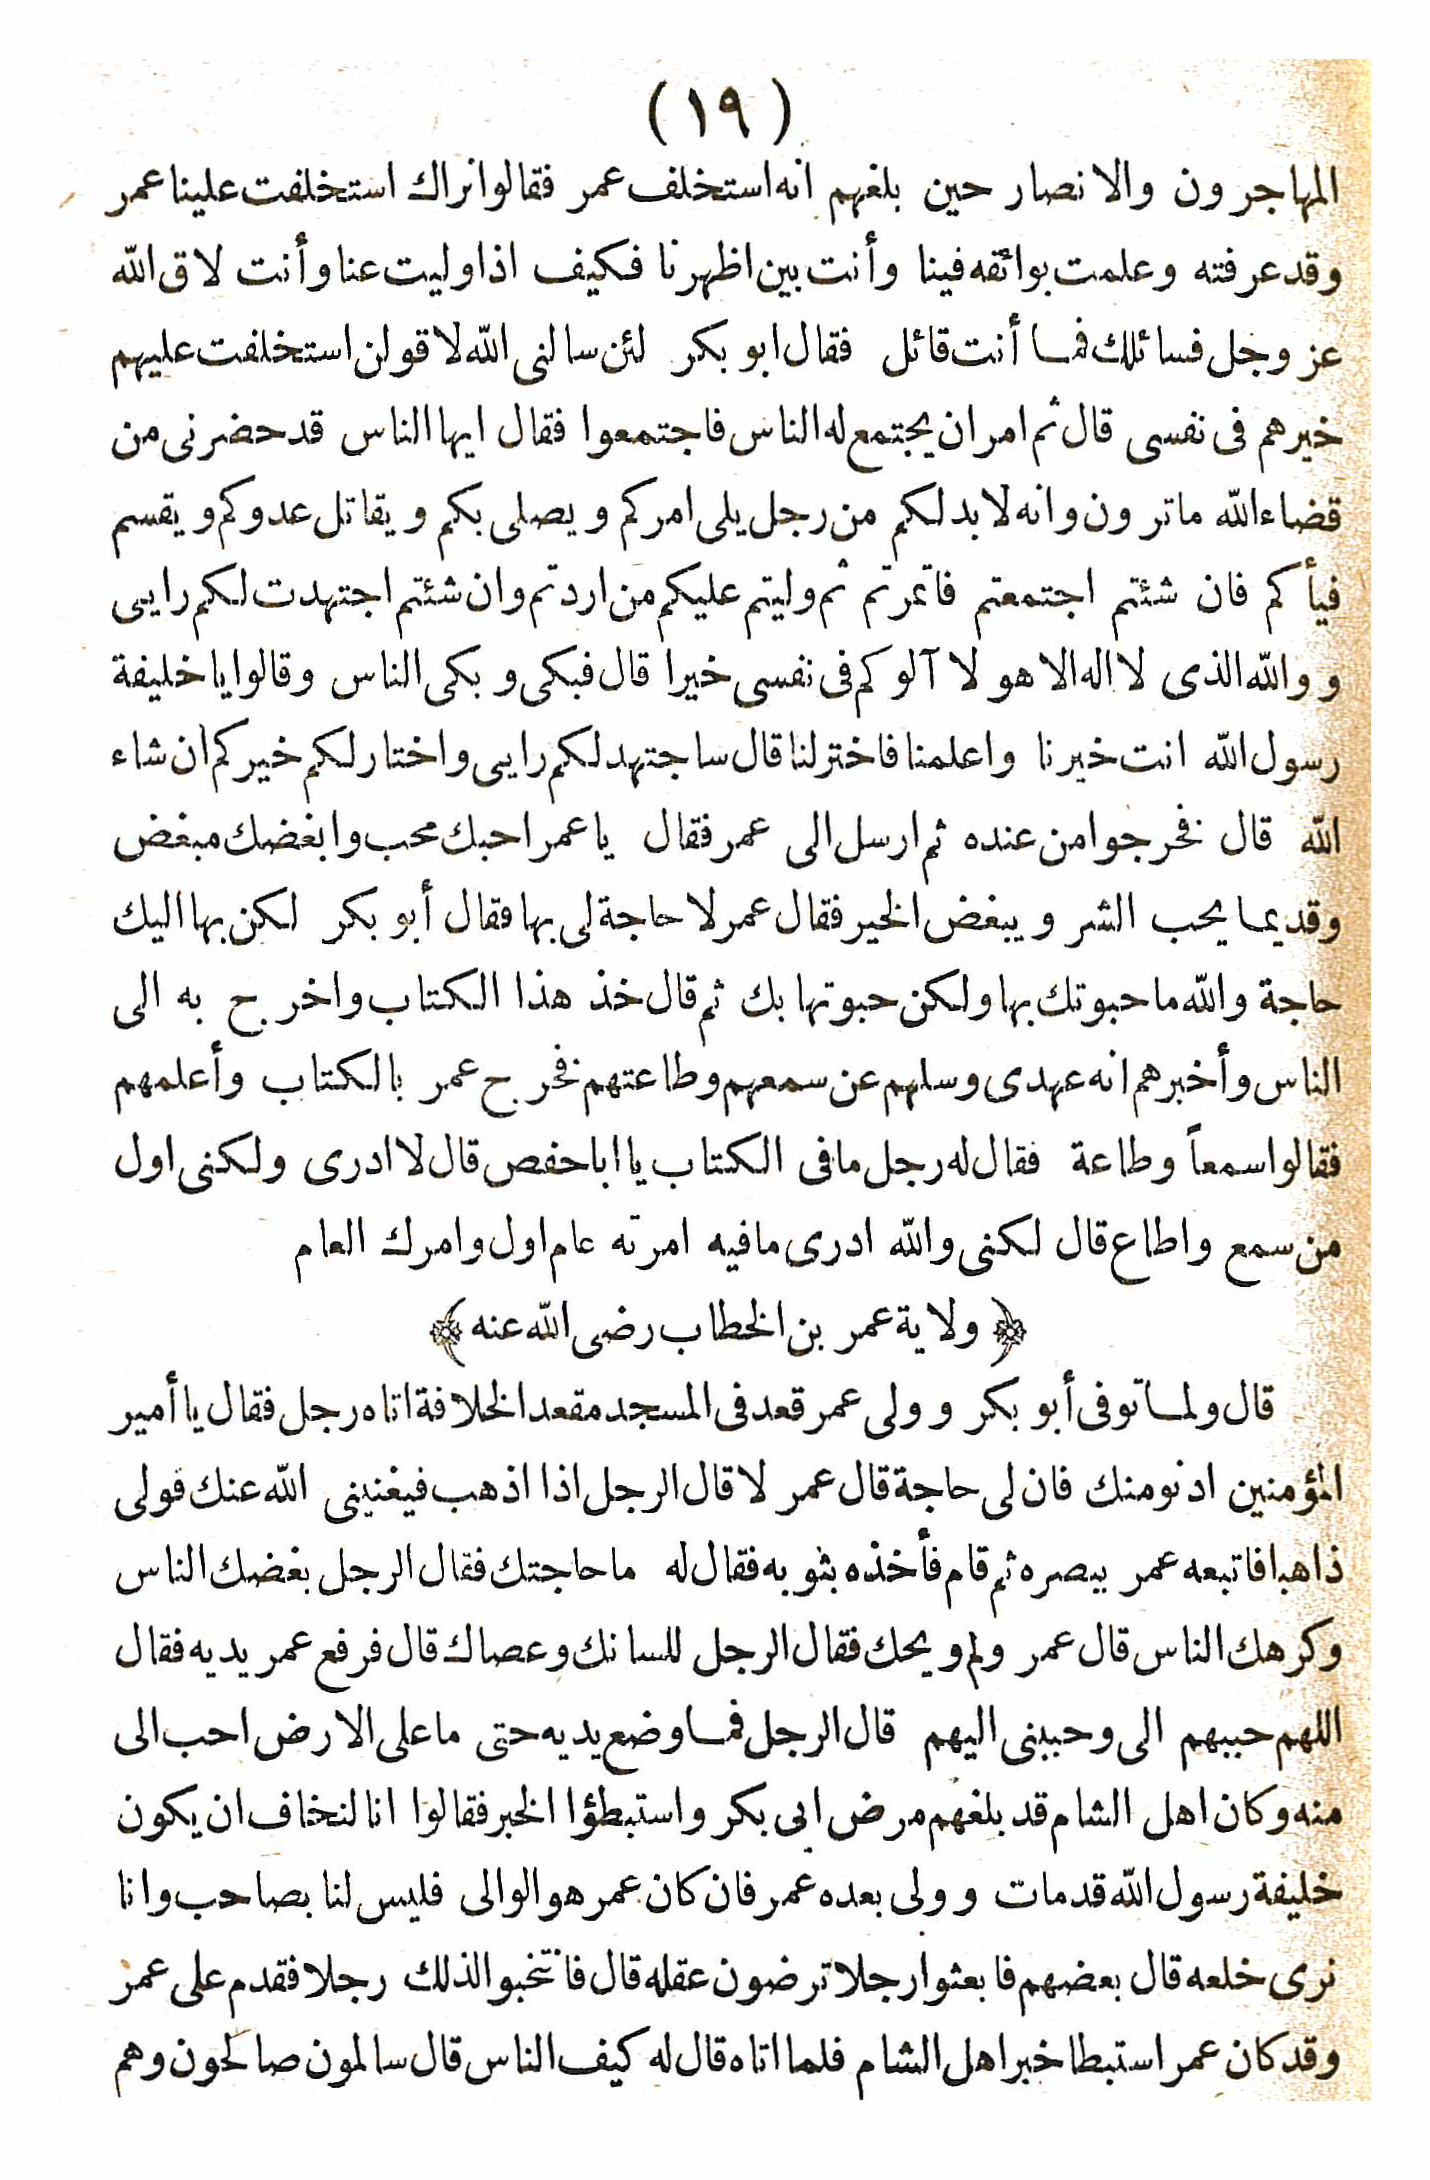 (١٩)
المهاجرون والانصار حين بلغهم انه استخلف عمر فقالوا نراك استخلفت علينا عمر
وقد عرفته وعلمت بوائقه فينا وأنت بين اظهرنا فكيف اذا وليت عنا وأنت لاق الله
عز وجل فسائلك فما أنت قائل فقال ابو بكر لئن سالنى الله لاقولن استخلفت عليهم
خيرهم فى نفسى قال ثم امر ان يجتمع له الناس فاجتمعوا فقال ايها الناس قد حضرنى من
قضاء الله ما ترون وانه لا بد لكم من رجل يلى امركم ويصلى بكم ويقاتل عدوكم ويقسم
فيأكم فان شئتم اجتمعتم فاتمرتم ثم وليتم عليكم من اردتم وان شئتم اجتهدت لكم رايى
و والله الذى لا اله الا هو لا آلوكم فى نفسى خيرا قال فبكى وبكى الناس وقالوا يا خليفة
رسول الله انت خيرنا واعلمنا فاختر لنا قال ساجتهد لكم رايى واختار لكم خيركم ان شاء
الله قال فخرجوا من عنده ثم ارسل الى عمر فقال يا عمر احبك محب وابغضك مبغض
وقديما يحب الشر ويبغض الخير فقال عمر لا حاجة لى بها فقال أبو بكر لكن بها اليك
حاجة والله ما حبوتك بها ولكن حبوتها بك ثم قال خذ هذا الكتاب واخرج به الى
الناس وأخبرهم انه عهدى وسلهم عن سمعهم وطاعتهم فخرج عمر بالكتاب وأعلمهم
فقالوا سمعاً وطاعة فقال له رجل ما فى الكتاب يا ابا حفص قال لا ادرى ولكنى اول
من سمع واطاع قال لكنى والله ادرى ما فيه امرته عام اول وامرك العام
﴿ ولاية عمر بن الخطاب رضى الله عنه ﴾
قال ولما توفى أبو بكر وولى عمر قعد فى المسجد مقعد الخلافة اتاه رجل فقال يا أمير
المؤمنين ادنو منك فان لى حاجة قال عمر لا قال الرجل اذا اذهب فيغنينى الله عنك فولى
ذاهبا فاتبعه عمر ببصره ثم قام فأخذه بثوبه فقال له ما حاجتك فقال الرجل بغضك الناس
وكرهك الناس قال عمر ولم ويحك فقال الرجل للسانك وعصاك قال فرفع عمر يديه فقال
اللهم حببهم الى وحببنى اليهم قال الرجل فما وضع يديه حتى ما على الارض احب الى
منه وكان اهل الشام قد بلغهم مرض ابى بكر واستبطؤا الخبر فقالوا انا لنخاف ان يكون
خليفة رسول الله قد مات وولى بعده عمر فان كان عمر هو الوالى فليس لنا بصاحب وانا
نرى خلعه قال بعضهم فابعثوا رجلا ترضون عقله قال فانتخبوا لذلك رجلا فقدم على عمر
وقد كان عمر استبطا خبر اهل الشام فلما اتاه قال له كيف الناس قال سالمون صالحون وهم